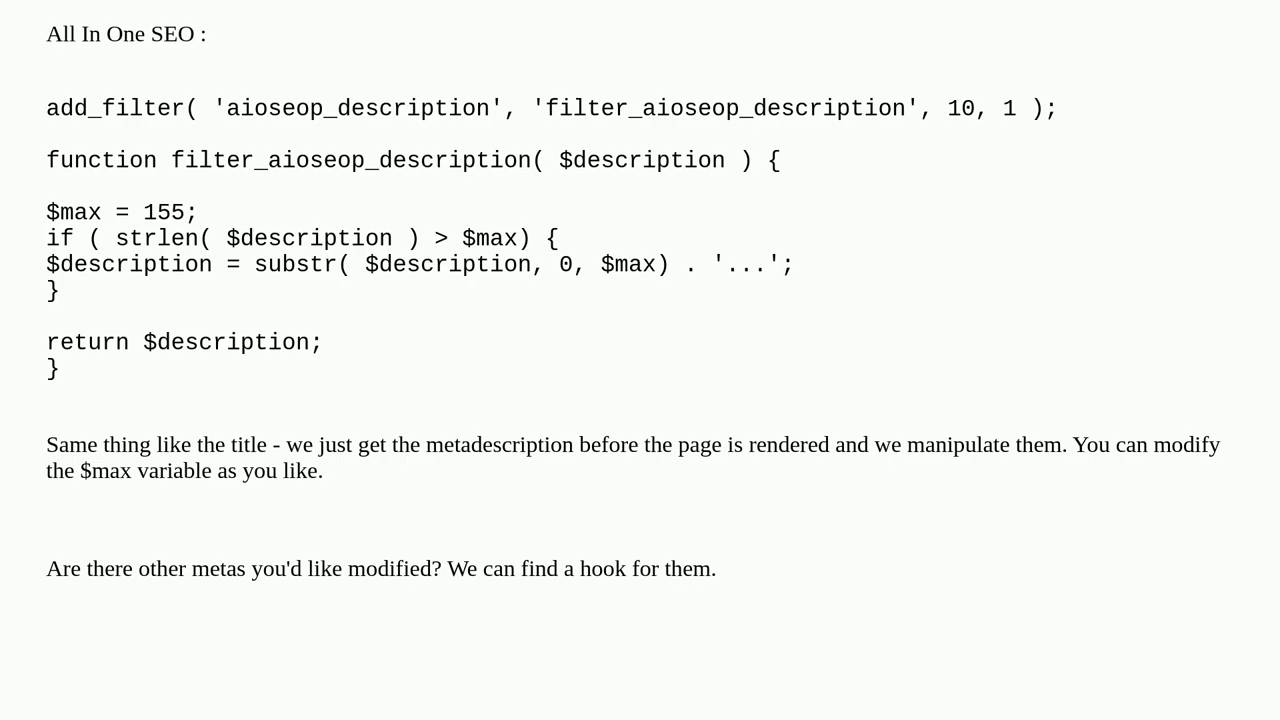 All In One SEO :
add_filter( 'aioseop_description', 'filter_aioseop_description', 10, 1 );
function filter_aioseop_description( $description ) {
$max = 155;
if ( strlen( $description ) > $max) {
$description = substr( $description, 0, $max) . '...';
}
return $description;
}
Same thing like the title - we just get the metadescription before the page is rendered and we manipulate them. You can modify
the $max variable as you like.
Are there other metas you'd like modified? We can find a hook for them.